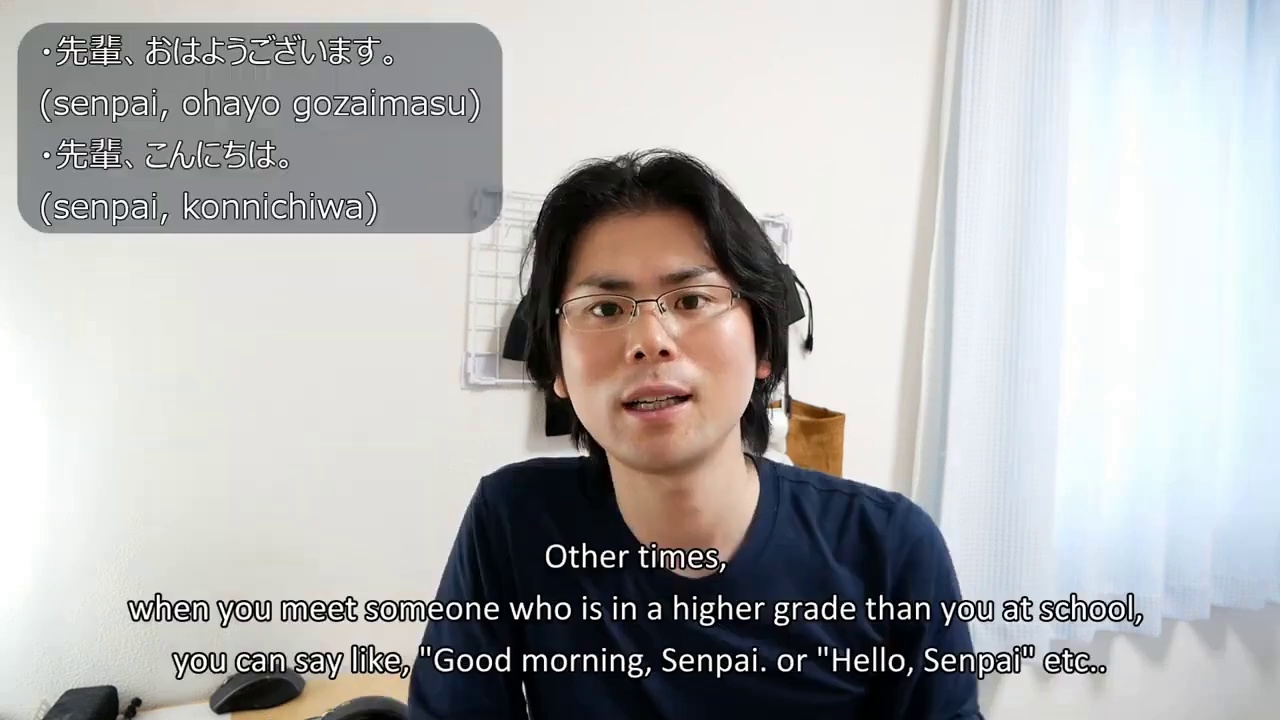 ・先輩、おはようございます。
(senpai, ohayo gozaimasu)
・先輩、こんにちは。
(senpai, konnichiwa)
Other times,
when you meet someone who is in a higher grade than you at school,
you can say like, "Good morning, Senpai. or "Hello, Senpai" etc..